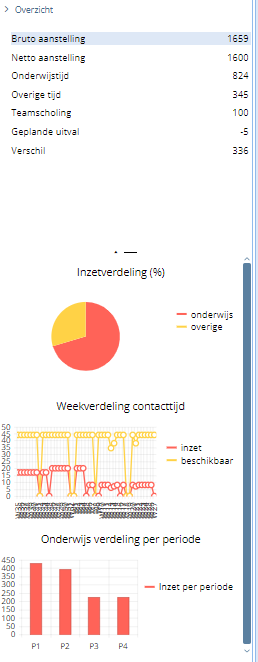 Overzicht
Bruto aanstelling 1659
Netto aanstelling 1600
Onderwijstijd 824
Overige tijd 345
Teamscholing 100
Geplande uitval -5
Verschil 336
Inzetverdeling (%)
onderwijs
overige
Weekverdeling contacttijd
50
45
40
35
30
25
20
15
10
5
0
inzet
beschikbaar
Onderwijs verdeling per periode
450
400
350
300
250
200
150
100
50
0
P1 P2 P3 P4
Inzet per periode